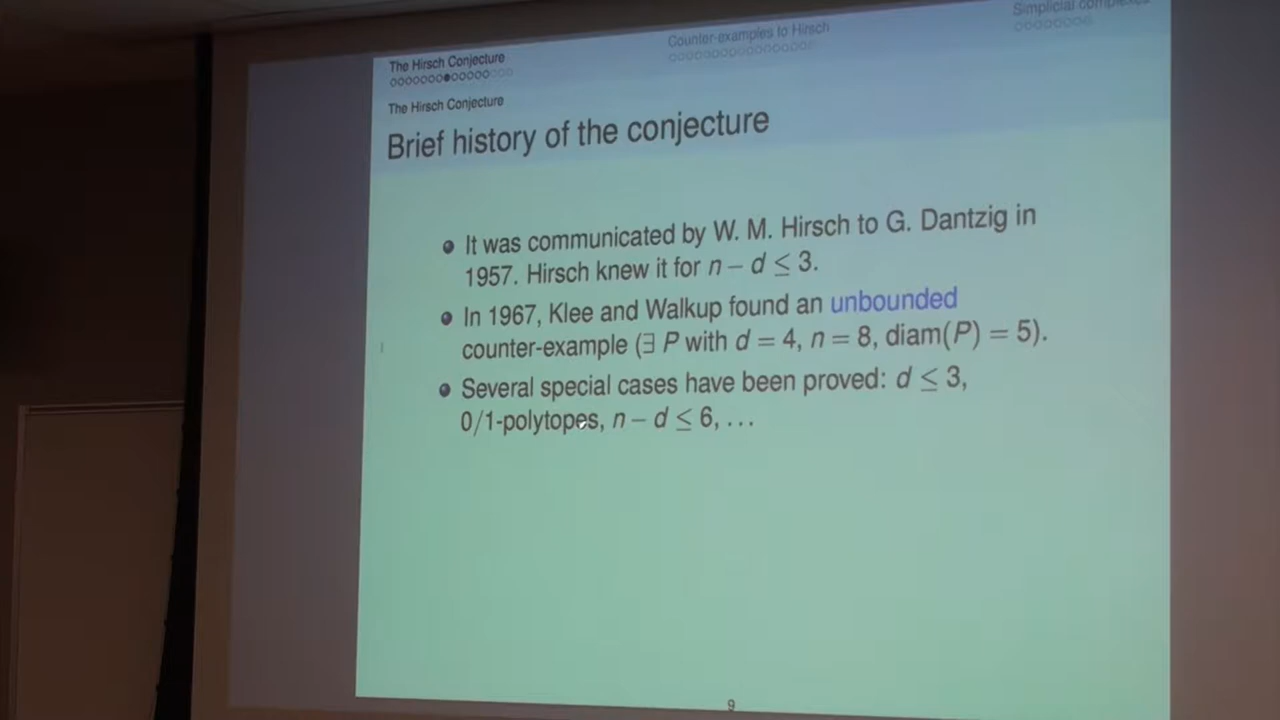 The Hirsch Conjecture
Counter-examples to Hirsch
Simplicial complexes
The Hirsch Conjecture
Brief history of the conjecture
It was communicated by W. M. Hirsch to G. Dantzig in
1957. Hirsch knew it for n − d ≤ 3.
In 1967, Klee and Walkup found an unbounded
counter-example (∃ P with d = 4, n = 8, diam(P) = 5).
Several special cases have been proved: d ≤ 3,
0/1-polytopes, n − d ≤ 6, …
9